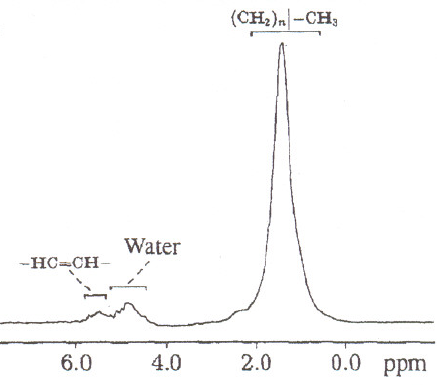 (CH₂)ₙ|-CH₃
Water
-HC=CH-
6.0 4.0 2.0 0.0 ppm